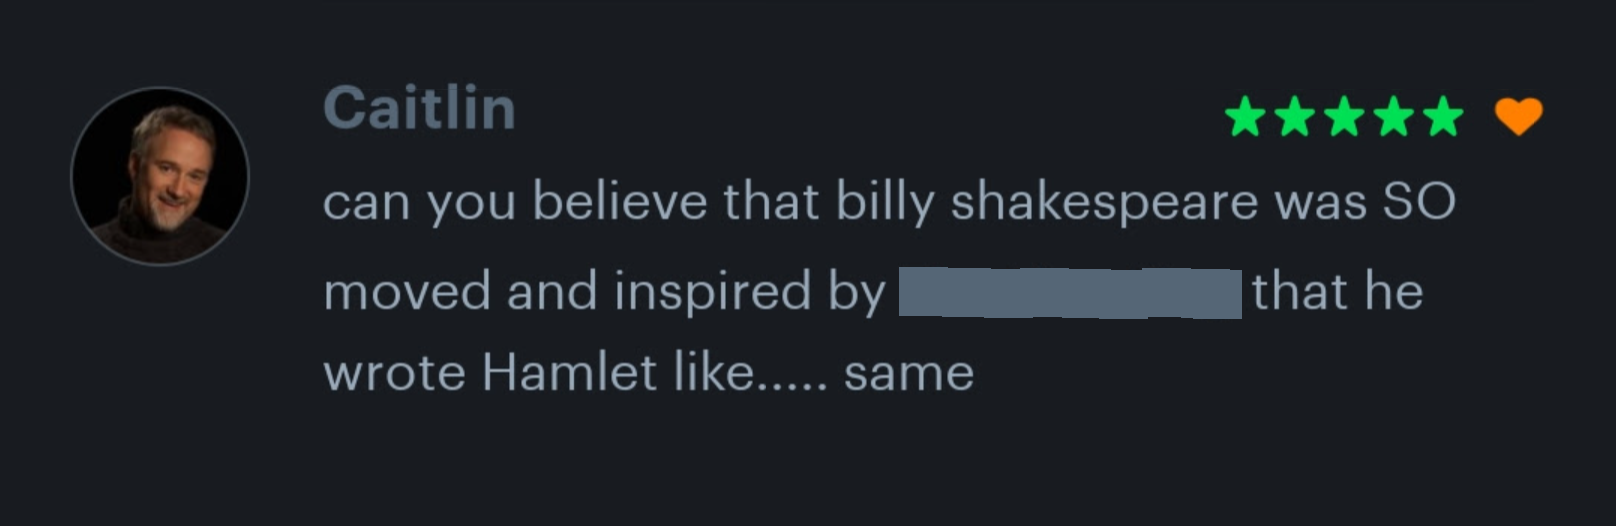 Caitlin
can you believe that billy shakespeare was SO
moved and inspired by that he
wrote Hamlet like..... same